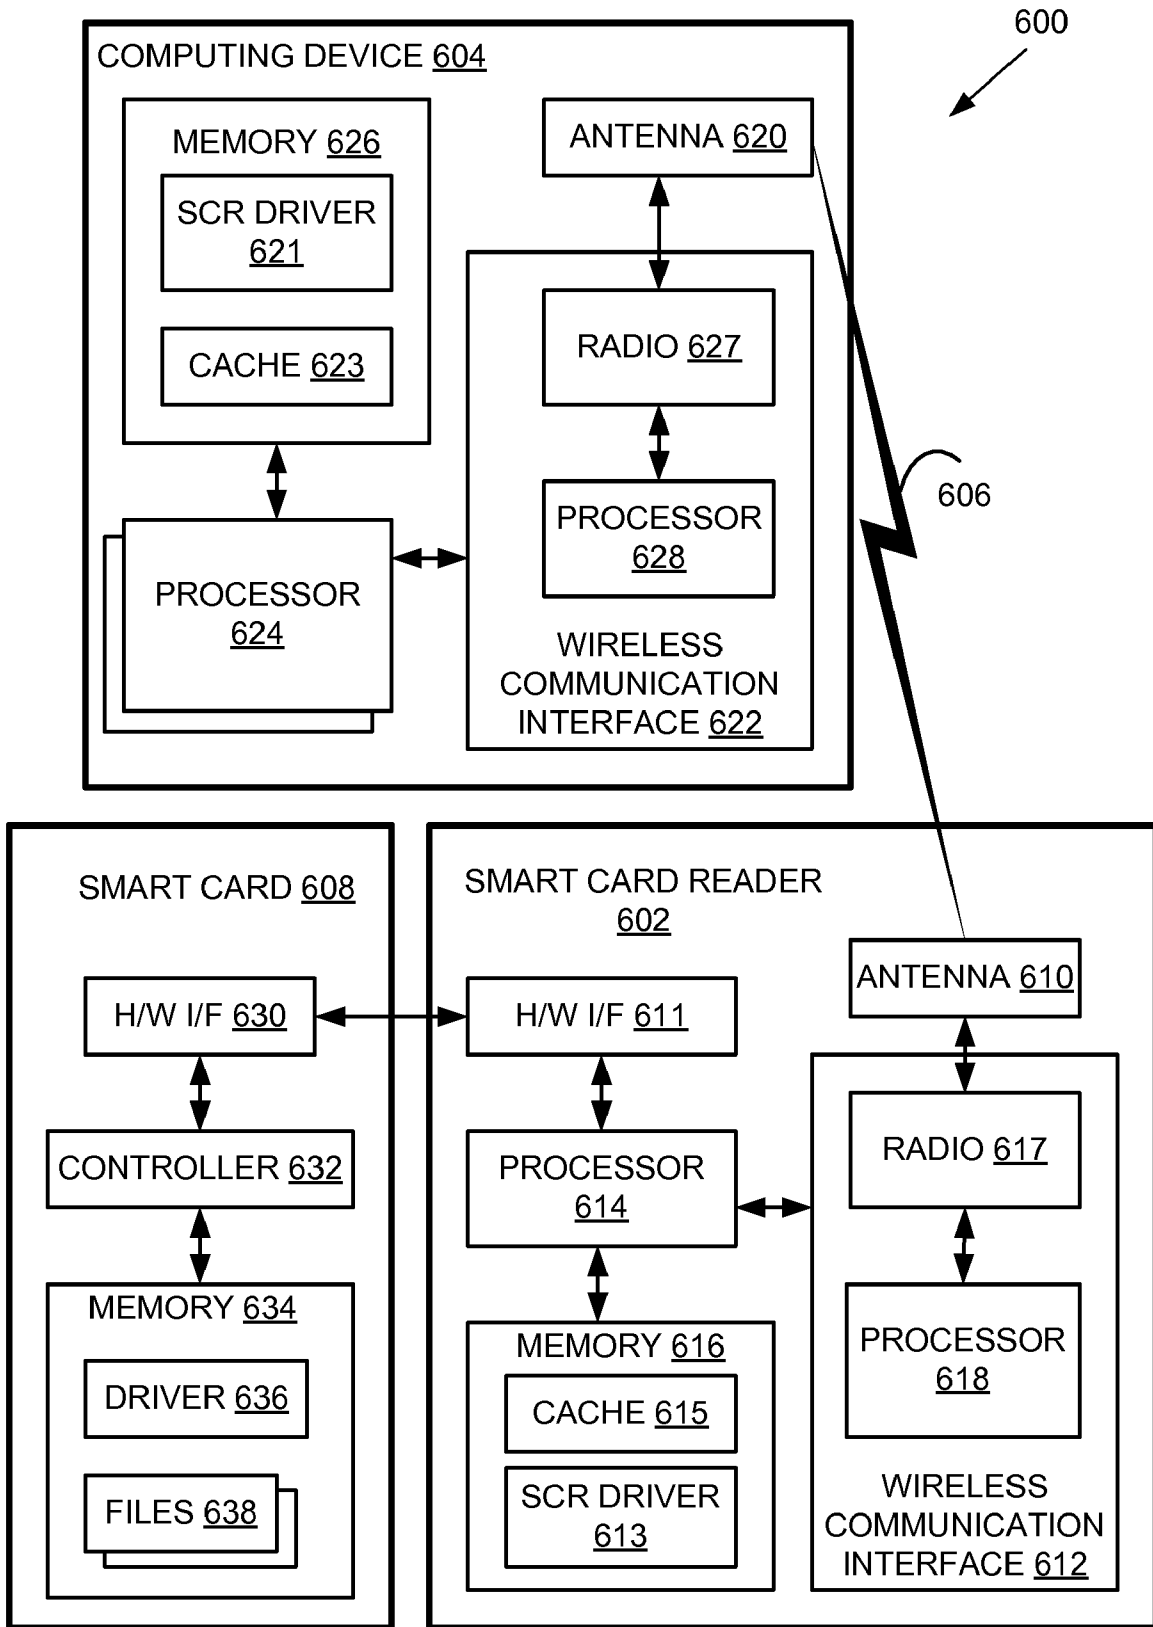 600
COMPUTING DEVICE 604
MEMORY 626
SCR DRIVER
621
CACHE 623
PROCESSOR
624
ANTENNA 620
RADIO 627
PROCESSOR
628
WIRELESS
COMMUNICATION
INTERFACE 622
606
SMART CARD 608
H/W I/F 630
CONTROLLER 632
MEMORY 634
DRIVER 636
FILES 638
SMART CARD READER
602
H/W I/F 611
PROCESSOR
614
MEMORY 616
CACHE 615
SCR DRIVER
613
ANTENNA 610
RADIO 617
PROCESSOR
618
WIRELESS
COMMUNICATION
INTERFACE 612